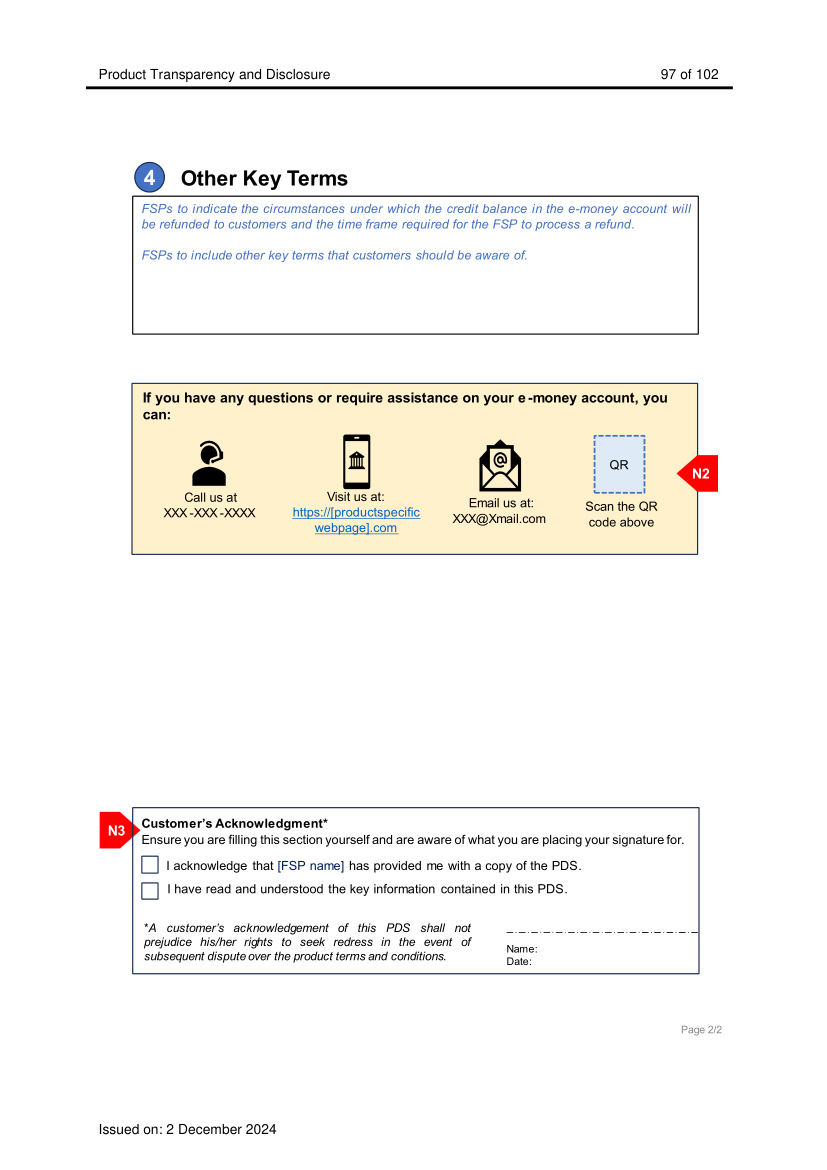 Product Transparency and Disclosure
97 of 102
4
Other Key Terms
FSPs to indicate the circumstances under which the credit balance in the e-money account will
be refunded to customers and the time frame required for the FSP to process a refund.
FSPs to include other key terms that customers should be aware of.
If you have any questions or require assistance on your e-money account, you
can:
Call us at
XXX-XXX-XXXX
Visit us at:
https://[productspecific
webpage].com
@
Email us at:
XXX@Xmail.com
QR
Scan the QR
code above
N2
N3
Customer's Acknowledgment*
Ensure you are filling this section yourself and are aware of what you are placing your signature for.
I acknowledge that [FSP name] has provided me with a copy of the PDS.
I have read and understood the key information contained in this PDS.
*A customer's acknowledgement of this PDS shall not
prejudice his/her rights to seek redress in the event of
subsequent dispute over the product terms and conditions.
Name:
Date:
Page 2/2
Issued on: 2 December 2024